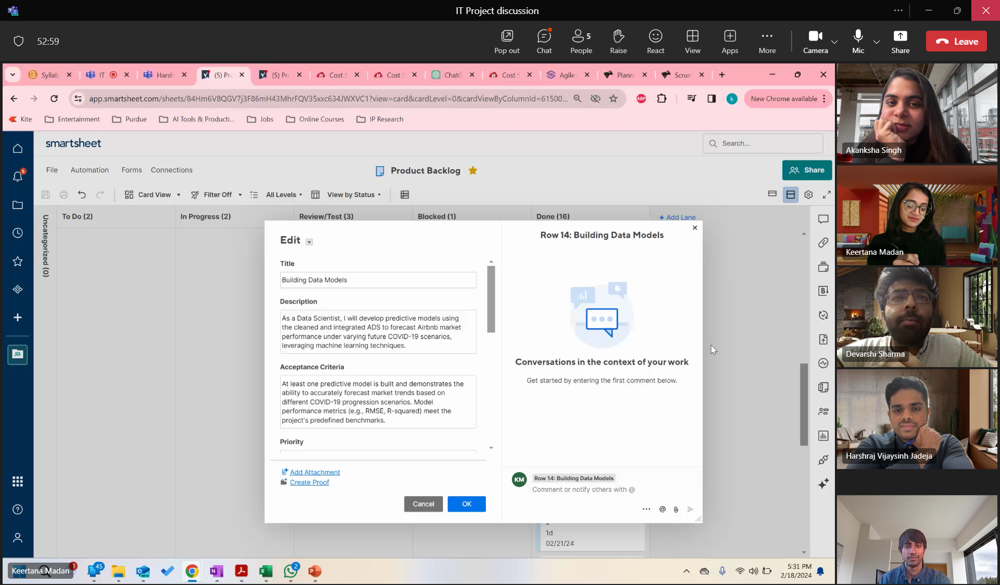 IT Project discussion
52:59
Pop out
Chat
5
People
Raise
React
View
Apps
More
Camera
Mic
Share
Leave
Syllab
IT
Harsh
(5) Pr
(5) Pr
Cost S
Cost S
ChatG
Cost S
Agile
Plann
Scrum
app.smartsheet.com/sheets/84Hm6V8QGV7j3F86mH43MhrFQV35xxc634JWXVC1?view=card&cardLevel=0&cardViewByColumnId=61500...
ABP
k
New Chrome available
Kite
Entertainment
Purdue
AI Tools & Producti...
Jobs
Online Courses
IP Research
smartsheet
Search...
5
File
Automation
Forms
Connections
Product Backlog
Share
Card View
Filter Off
All Levels
View by Status
Uncategorized (0)
To Do (2)
In Progress (2)
Review/Test (3)
Blocked (1)
Done (16)
+ Add Lane
Edit
Title
Building Data Models
Description
As a Data Scientist, I will develop predictive models using
the cleaned and integrated ADS to forecast Airbnb market
performance under varying future COVID-19 scenarios,
leveraging machine learning techniques.
Acceptance Criteria
At least one predictive model is built and demonstrates the
ability to accurately forecast market trends based on
different COVID-19 progression scenarios. Model
performance metrics (e.g., RMSE, R-squared) meet the
project's predefined benchmarks.
Priority
Add Attachment
Create Proof
Cancel
OK
Row 14: Building Data Models
Conversations in the context of your work
Get started by entering the first comment below.
KM
Row 14: Building Data Models
Comment or notify others with @
1d
02/21/24
Akanksha Singh
Keertana Madan
Devarshi Sharma
Harshraj Vijaysinh Jadeja
Keertana Madan
1
45
NEW
2
5:31 PM
2/18/2024